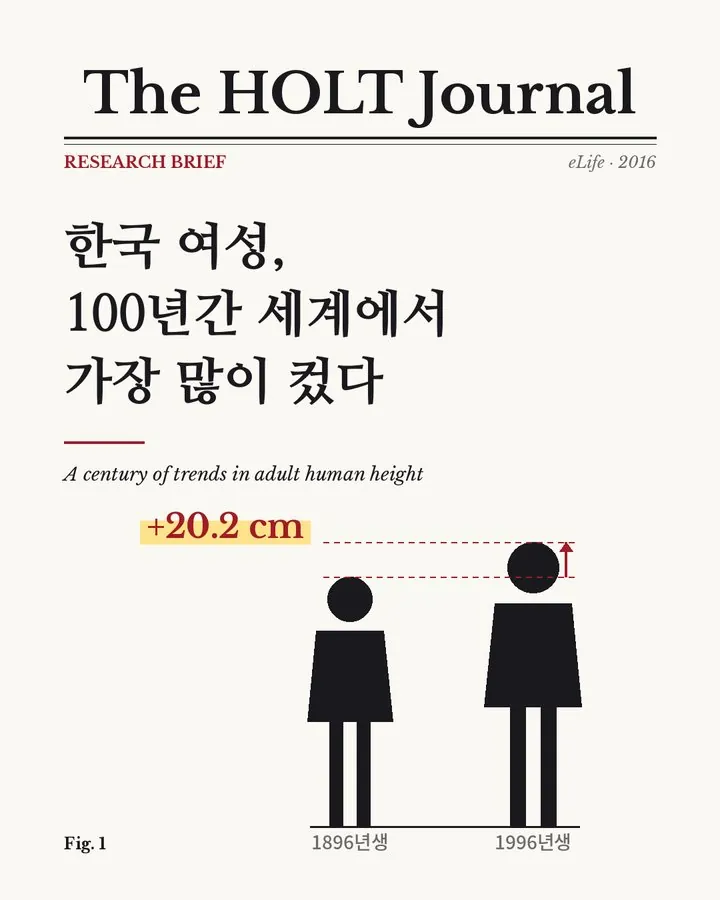 The HOLT Journal
RESEARCH BRIEF
eLife · 2016
한국 여성,
100년간 세계에서
가장 많이 컸다
A century of trends in adult human height
+20.2 cm
Fig. 1
1896년생
1996년생